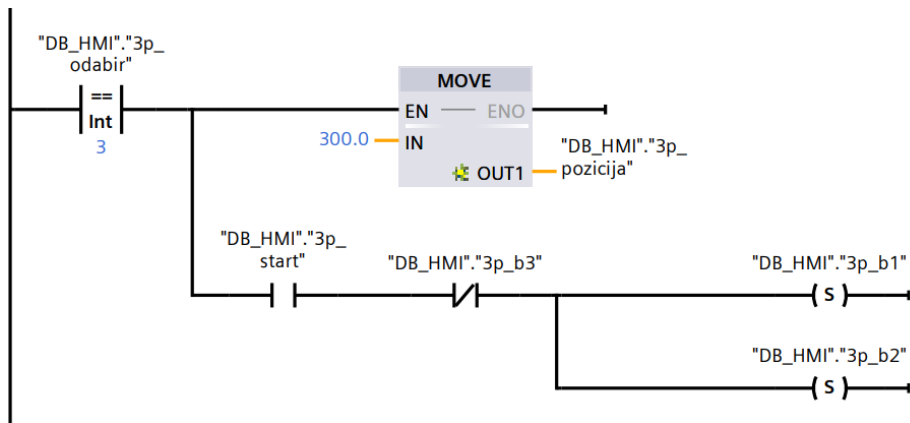 "DB_HMI"."3p_
odabir"
==
Int
3
MOVE
EN
ENO
300.0
IN
OUT1
"DB_HMI"."3p_
pozicija"
"DB_HMI"."3p_
start"
"DB_HMI"."3p_b3"
"DB_HMI"."3p_b1"
S
"DB_HMI"."3p_b2"
S